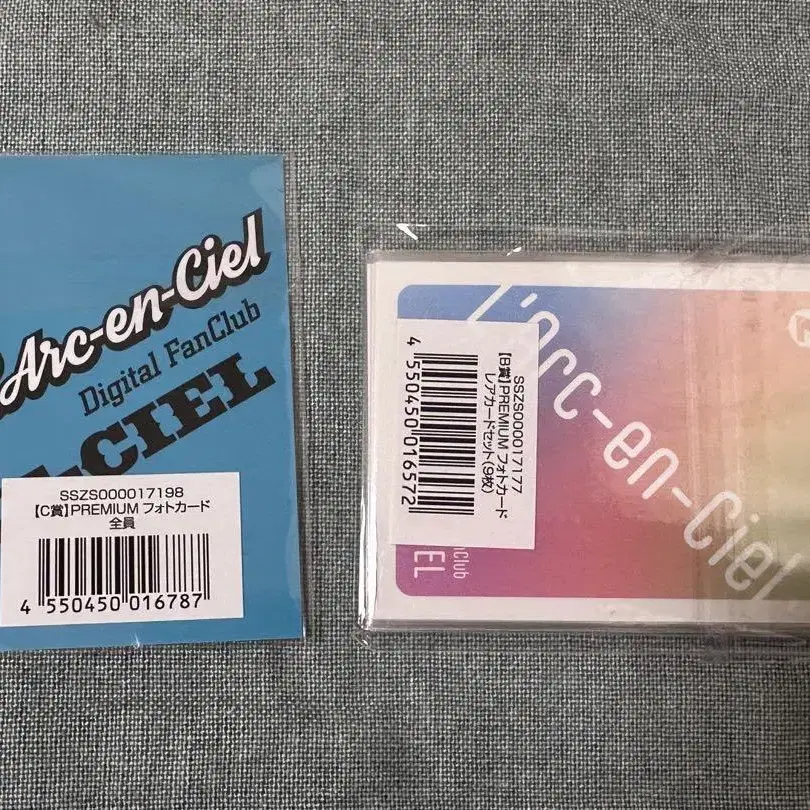 Arc-en-Ciel
Digital FanClub
CIEL
SSZS000017198
【C賞】PREMIUM フォトカード
全員
4 550450 016787
L'Arc-en-Ciel
SSZS000017177
【B賞】PREMIUM フォトカード
レアカードセット(9枚)
4 550450 016572
Club
EL